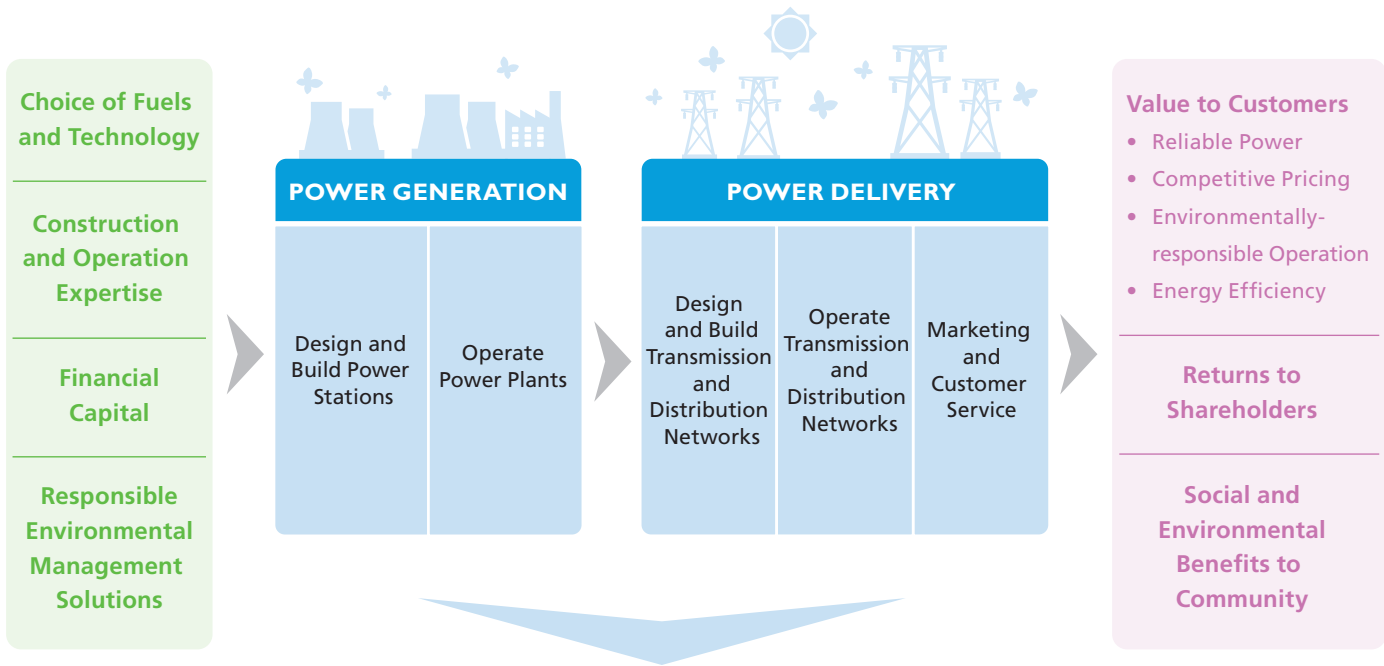 Choice of Fuels
and Technology
Construction
and Operation
Expertise
Financial
Capital
Responsible
Environmental
Management
Solutions
POWER GENERATION
Design and
Build Power
Stations
Operate
Power Plants
POWER DELIVERY
Design
and Build
Transmission
and
Distribution
Networks
Operate
Transmission
and
Distribution
Networks
Marketing
and
Customer
Service
Value to Customers
• Reliable Power
• Competitive Pricing
• Environmentally-
responsible Operation
• Energy Efficiency
Returns to
Shareholders
Social and
Environmental
Benefits to
Community